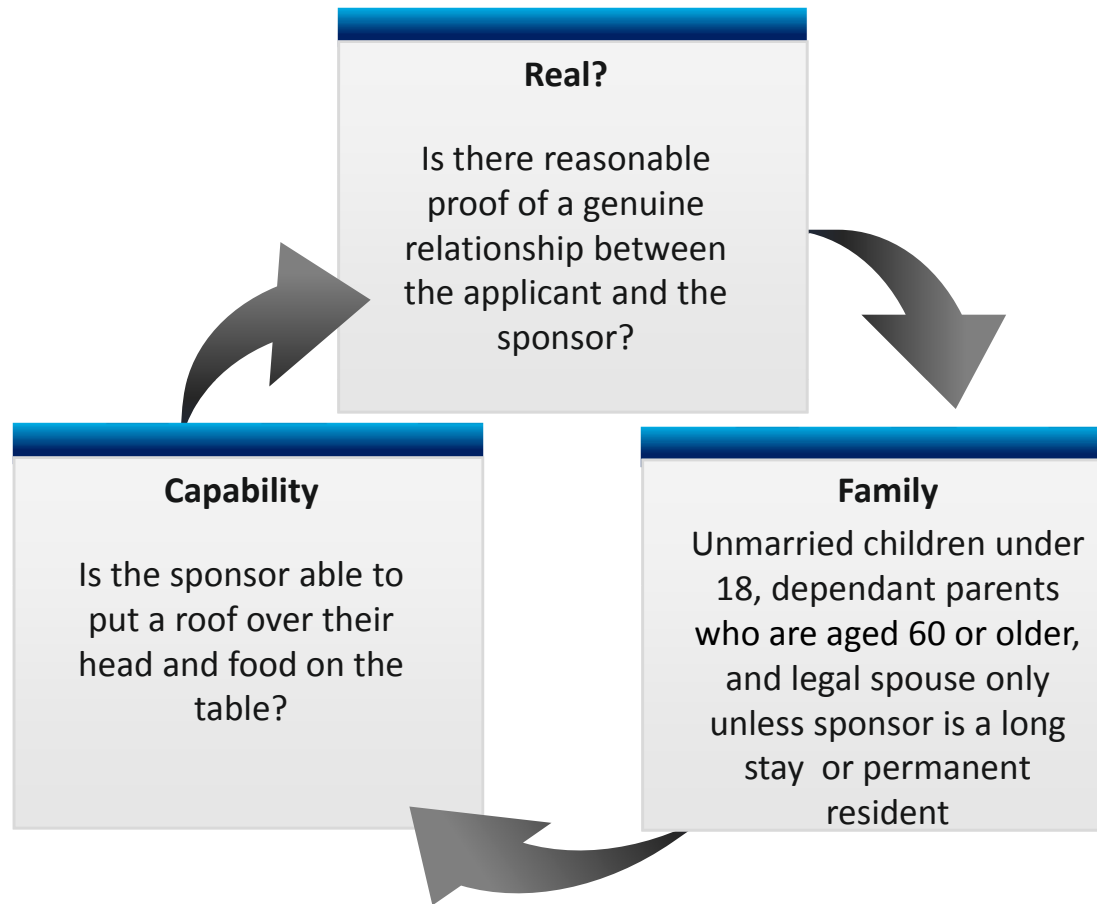 Real?
Is there reasonable
proof of a genuine
relationship between
the applicant and the
sponsor?
Capability
Is the sponsor able to
put a roof over their
head and food on the
table?
Family
Unmarried children under
18, dependant parents
who are aged 60 or older,
and legal spouse only
unless sponsor is a long
stay or permanent
resident